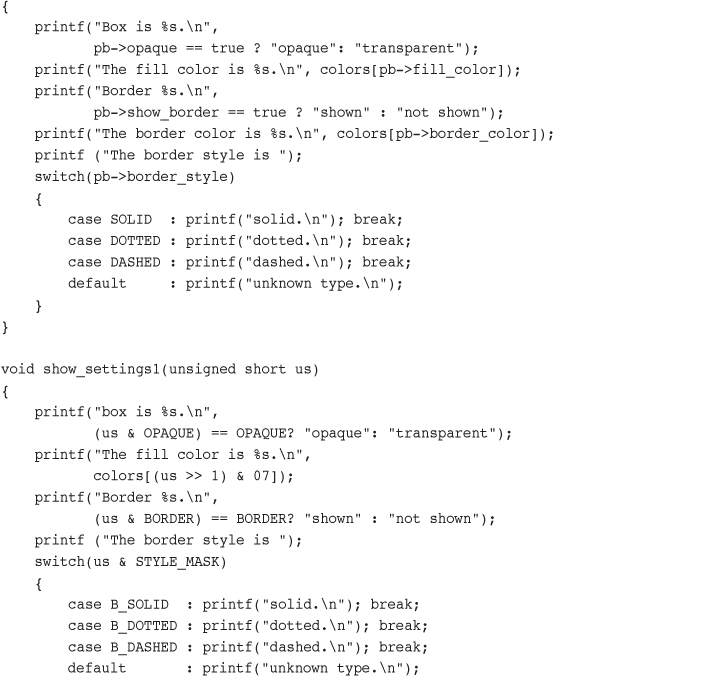 {
    printf("Box is %s.\n",
           pb->opaque == true ? "opaque": "transparent");
    printf("The fill color is %s.\n", colors[pb->fill_color]);
    printf("Border %s.\n",
           pb->show_border == true ? "shown" : "not shown");
    printf("The border color is %s.\n", colors[pb->border_color]);
    printf ("The border style is ");
    switch(pb->border_style)
    {
        case SOLID  : printf("solid.\n"); break;
        case DOTTED : printf("dotted.\n"); break;
        case DASHED : printf("dashed.\n"); break;
        default     : printf("unknown type.\n");
    }
}

void show_settings1(unsigned short us)
{
    printf("box is %s.\n",
           (us & OPAQUE) == OPAQUE? "opaque": "transparent");
    printf("The fill color is %s.\n",
           colors[(us >> 1) & 07]);
    printf("Border %s.\n",
           (us & BORDER) == BORDER? "shown" : "not shown");
    printf ("The border style is ");
    switch(us & STYLE_MASK)
    {
        case B_SOLID  : printf("solid.\n"); break;
        case B_DOTTED : printf("dotted.\n"); break;
        case B_DASHED : printf("dashed.\n"); break;
        default       : printf("unknown type.\n");